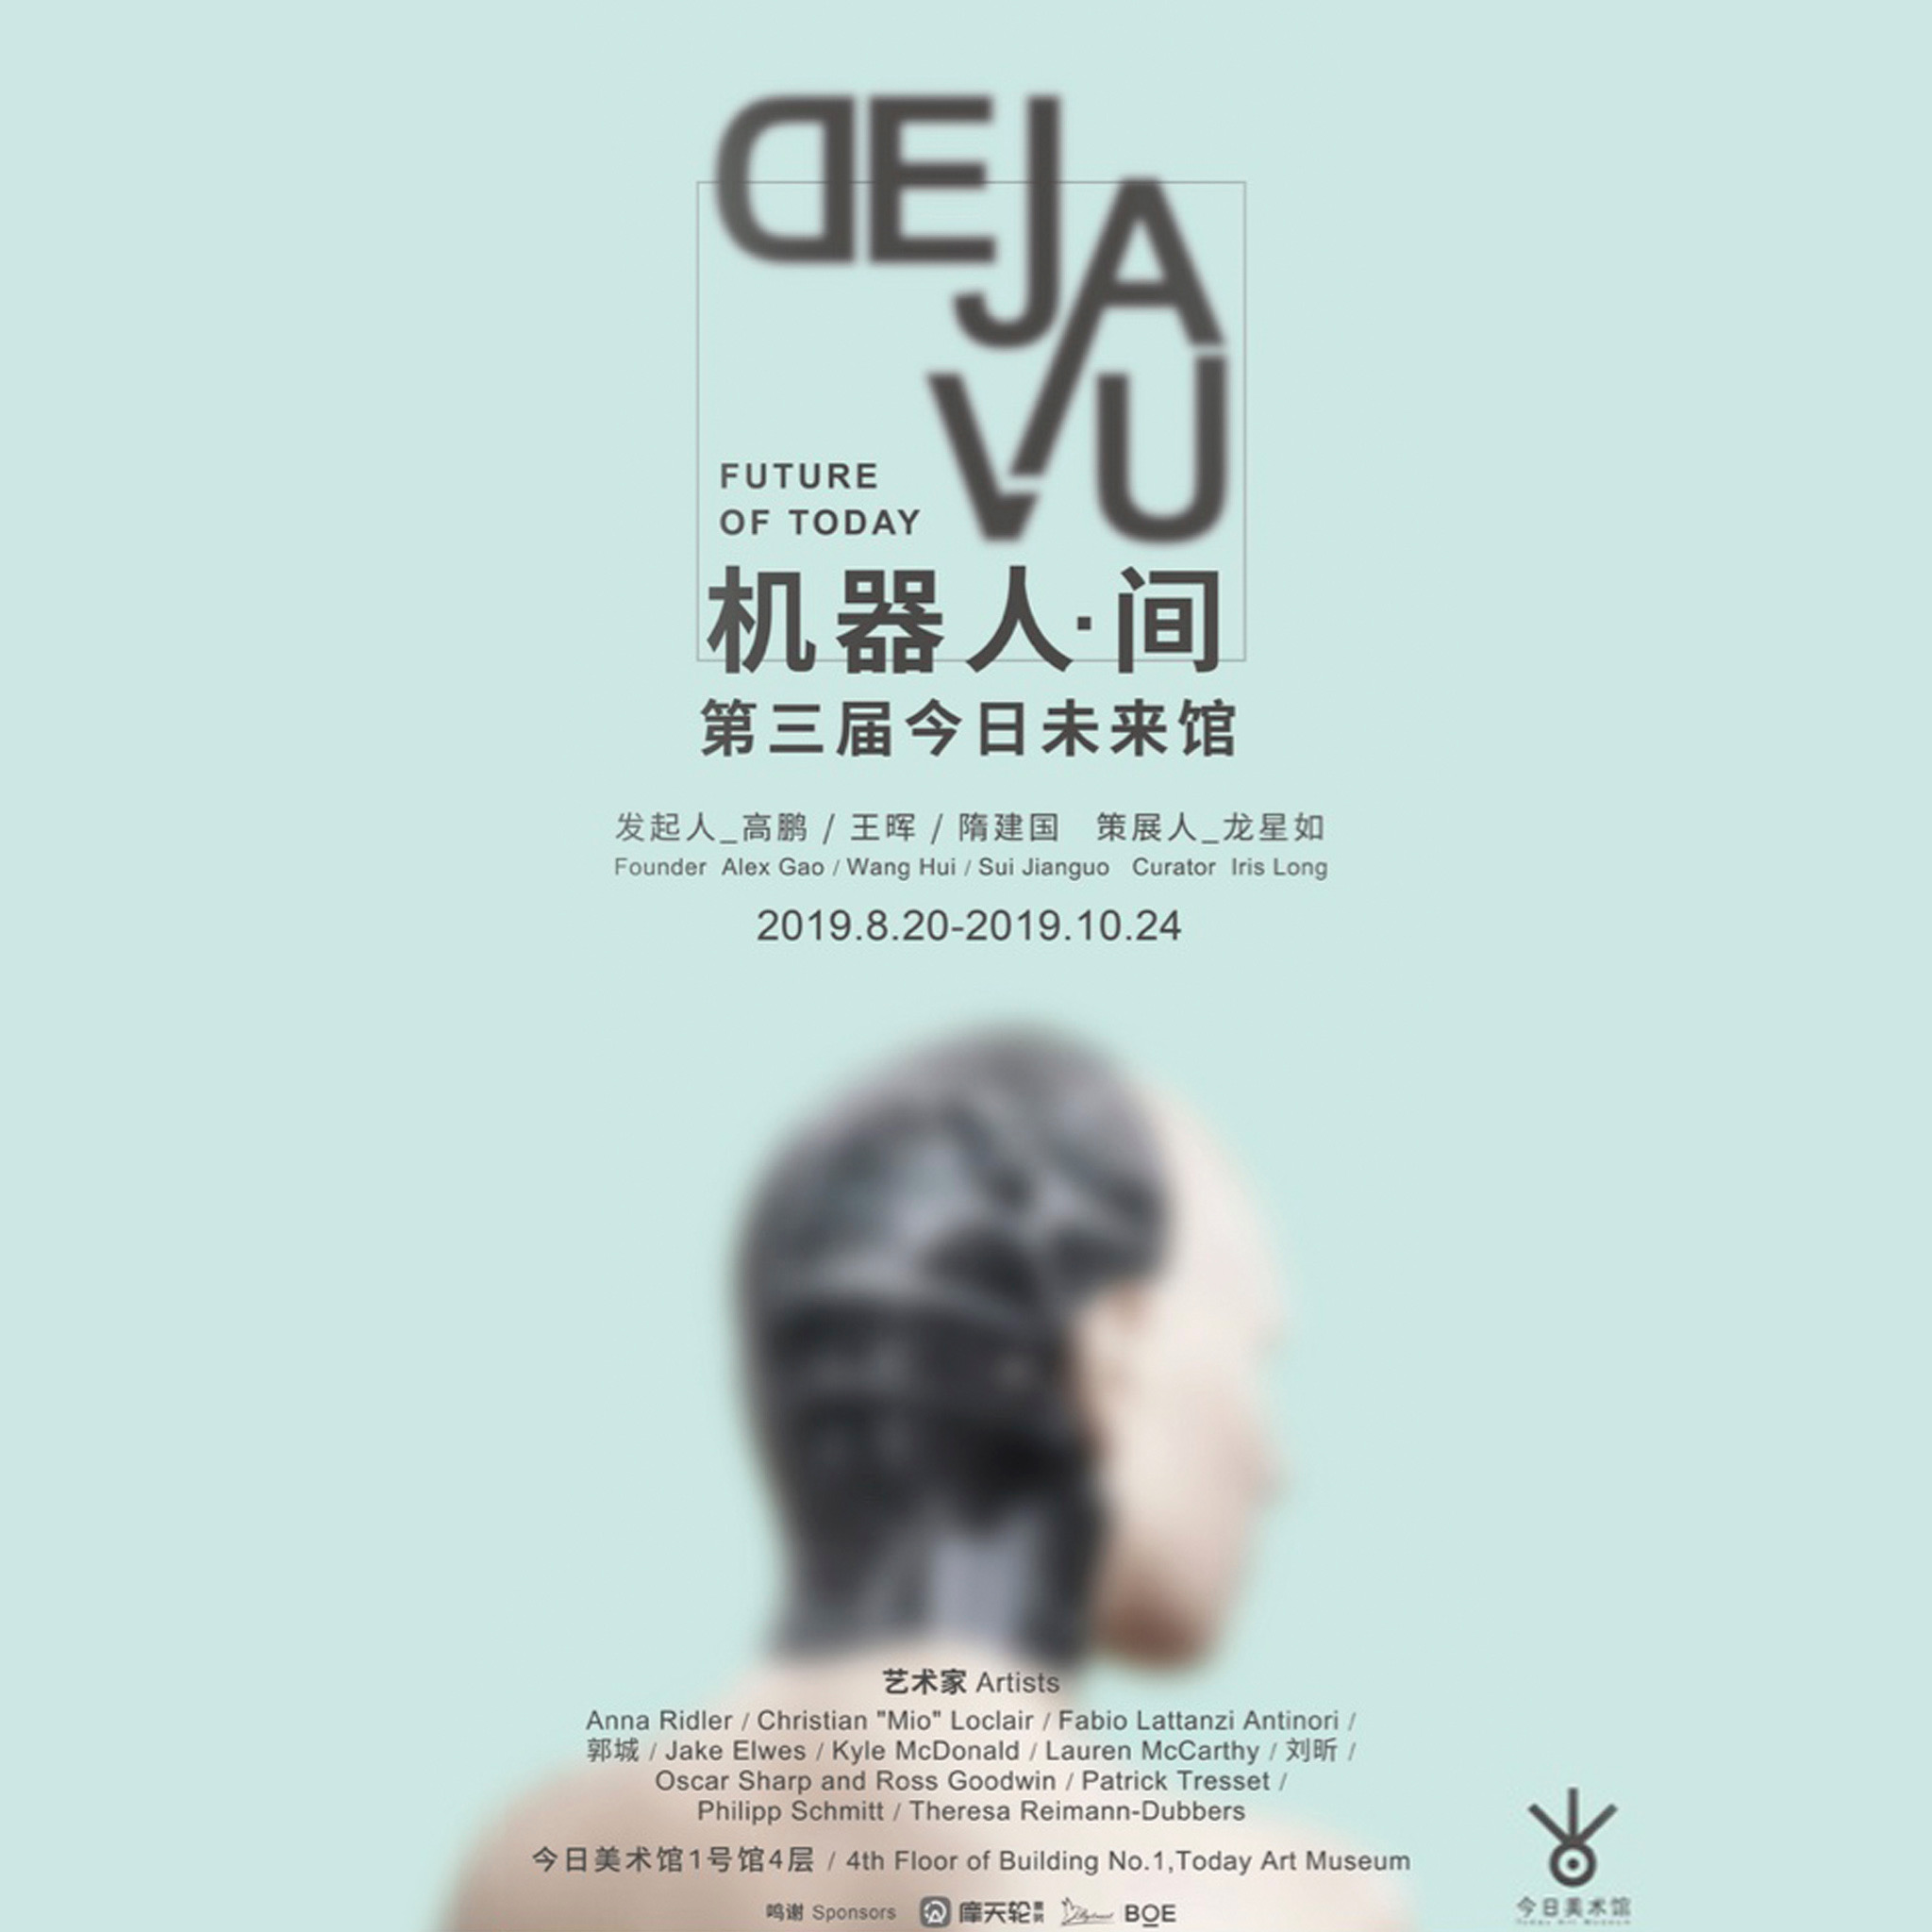 DEJA
VU
FUTURE
OF TODAY
机器人·间
第三届今日未来馆
发起人_高鹏 / 王晖 / 隋建国 策展人_龙星如
Founder Alex Gao / Wang Hui / Sui Jianguo Curator Iris Long
2019.8.20-2019.10.24
艺术家 Artists
Anna Ridler / Christian "Mio" Loclair / Fabio Lattanzi Antinori /
郭城 / Jake Elwes / Kyle McDonald / Lauren McCarthy / 刘昕 /
Oscar Sharp and Ross Goodwin / Patrick Tresset /
Philipp Schmitt / Theresa Reimann-Dubbers
今日美术馆1号馆4层 / 4th Floor of Building No.1,Today Art Museum
鸣谢 Sponsors 摩天轮票务 BOE
今日美术馆
Today Art Museum